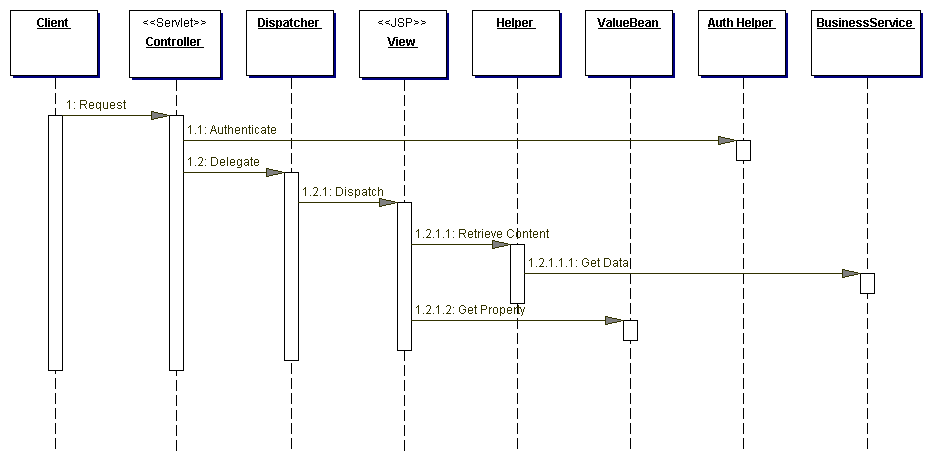 Client
<<Servlet>>
Controller
Dispatcher
<<JSP>>
View
Helper
ValueBean
Auth Helper
BusinessService
1: Request
1.1: Authenticate
1.2: Delegate
1.2.1: Dispatch
1.2.1.1: Retrieve Content
1.2.1.1.1: Get Data
1.2.1.2: Get Property